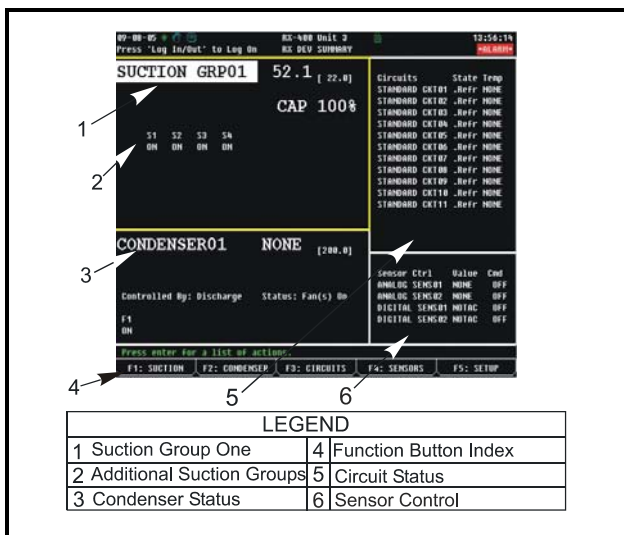 09-08-05
RX-400 Unit 3
13:56:14
Press 'Log In/Out' to Log On
RX DEV SUMMARY
*ALARM*
SUCTION GRP01 52.1 [ 22.0]
CAP 100%
S1 S2 S3 S4
ON ON ON ON
Circuits State Temp
STANDARD CKT01 .Refr NONE
STANDARD CKT02 .Refr NONE
STANDARD CKT03 .Refr NONE
STANDARD CKT04 .Refr NONE
STANDARD CKT05 .Refr NONE
STANDARD CKT06 .Refr NONE
STANDARD CKT07 .Refr NONE
STANDARD CKT08 .Refr NONE
STANDARD CKT09 .Refr NONE
STANDARD CKT10 .Refr NONE
STANDARD CKT11 .Refr NONE
1
2
CONDENSER01 NONE [200.0]
3
Controlled By: Discharge Status: Fan(s) On
F1
ON
Sensor Ctrl Value Cmd
ANALOG SENS01 NONE OFF
ANALOG SENS02 NONE OFF
DIGITAL SENS01 NOTAC OFF
DIGITAL SENS02 NOTAC OFF
Press enter for a list of actions.
F1: SUCTION F2: CONDENSER F3: CIRCUITS F4: SENSORS F5: SETUP
4
5
6
LEGEND
1 Suction Group One 4 Function Button Index
2 Additional Suction Groups 5 Circuit Status
3 Condenser Status 6 Sensor Control